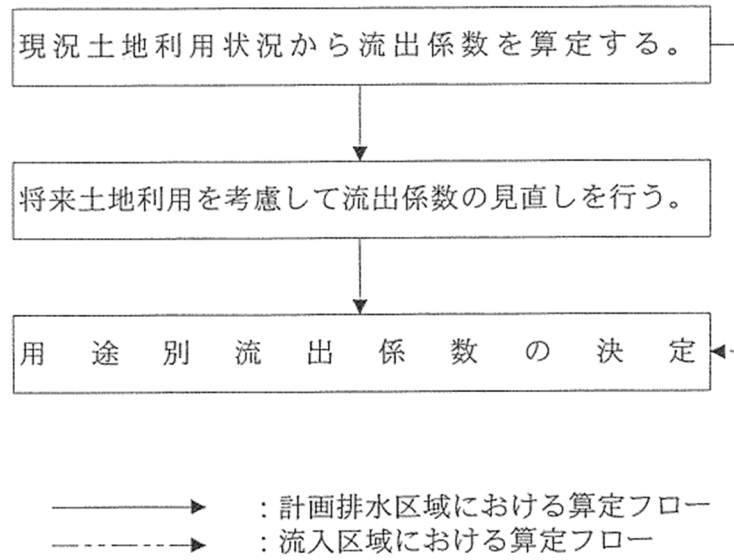 現況土地利用状況から流出係数を算定する。
将来土地利用を考慮して流出係数の見直しを行う。
用途別流出係数の決定
：計画排水区域における算定フロー
：流入区域における算定フロー